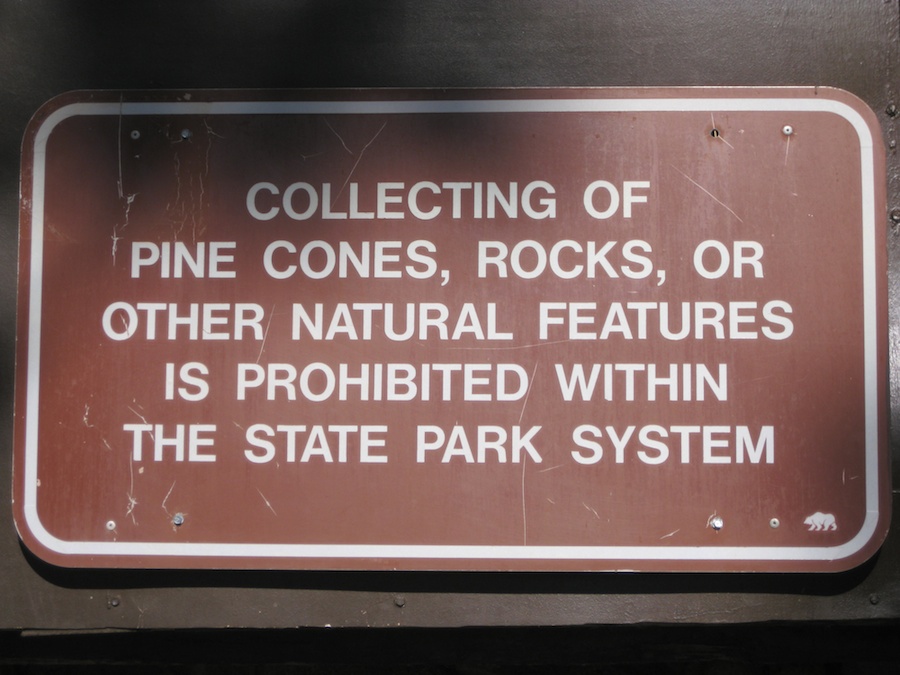 COLLECTING OF
PINE CONES, ROCKS, OR
OTHER NATURAL FEATURES
IS PROHIBITED WITHIN
THE STATE PARK SYSTEM